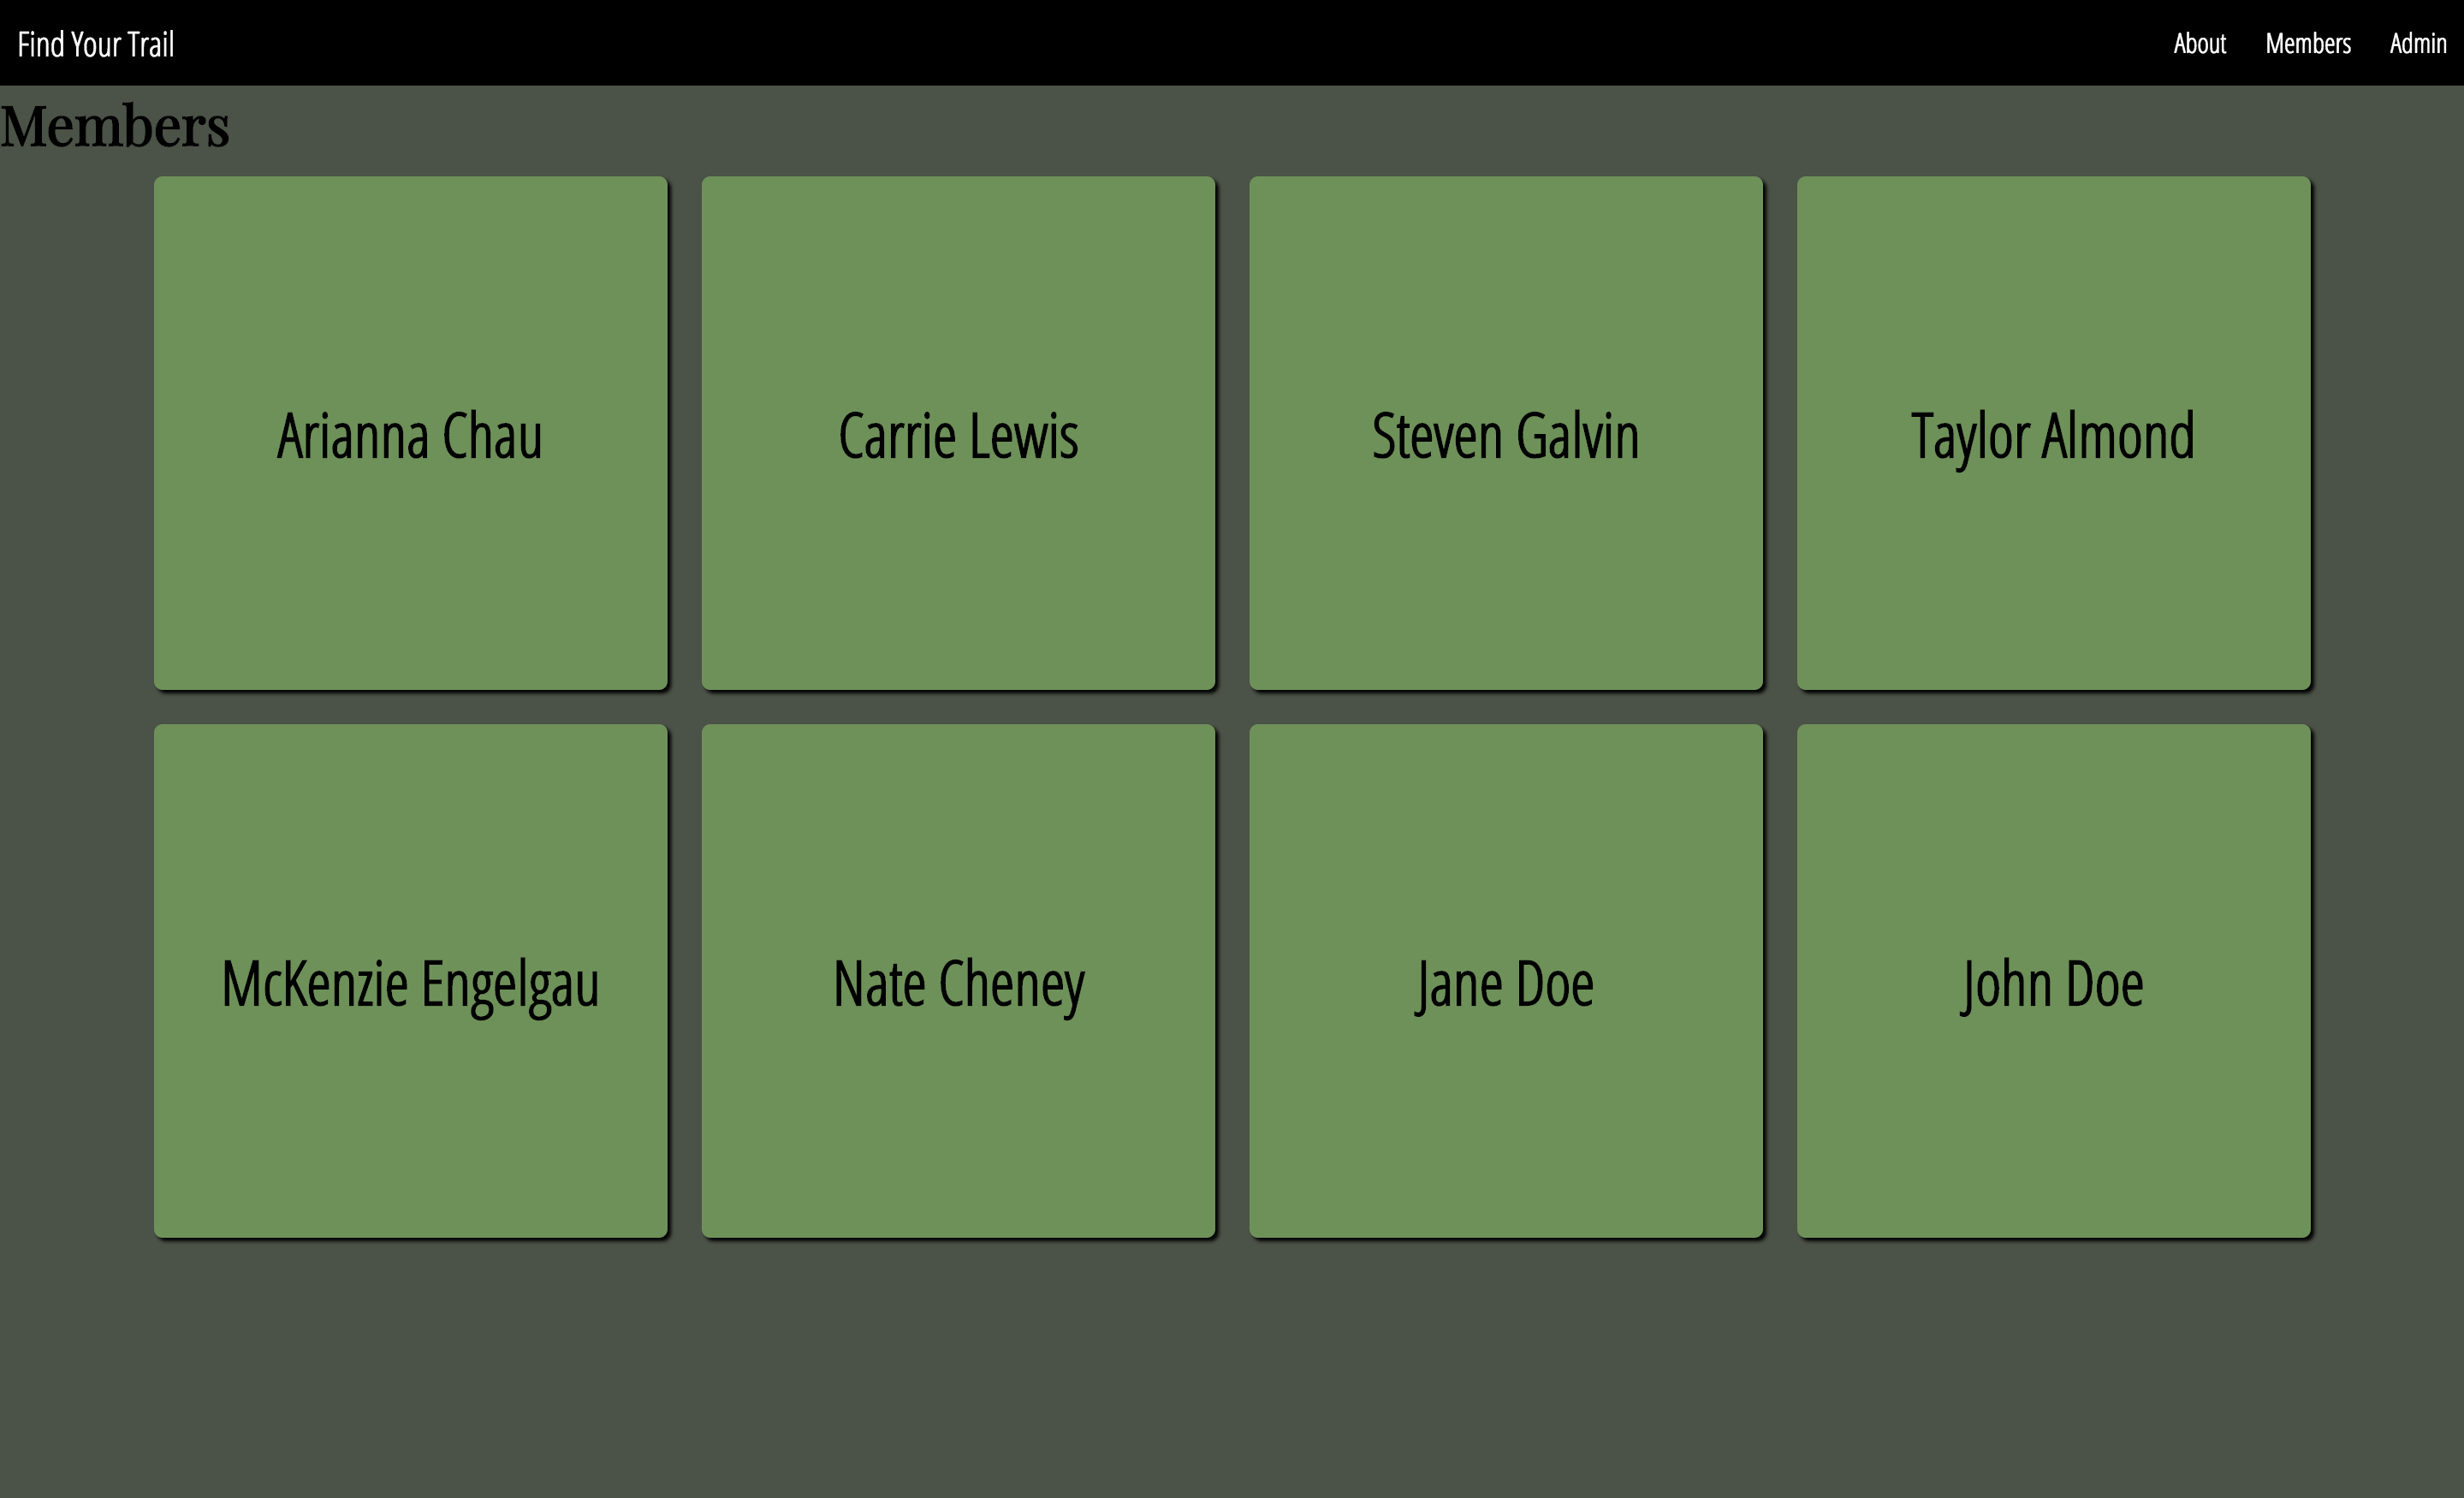 Find Your Trail
About Members Admin
Members
Arianna Chau
Carrie Lewis
Steven Galvin
Taylor Almond
McKenzie Engelgau
Nate Cheney
Jane Doe
John Doe